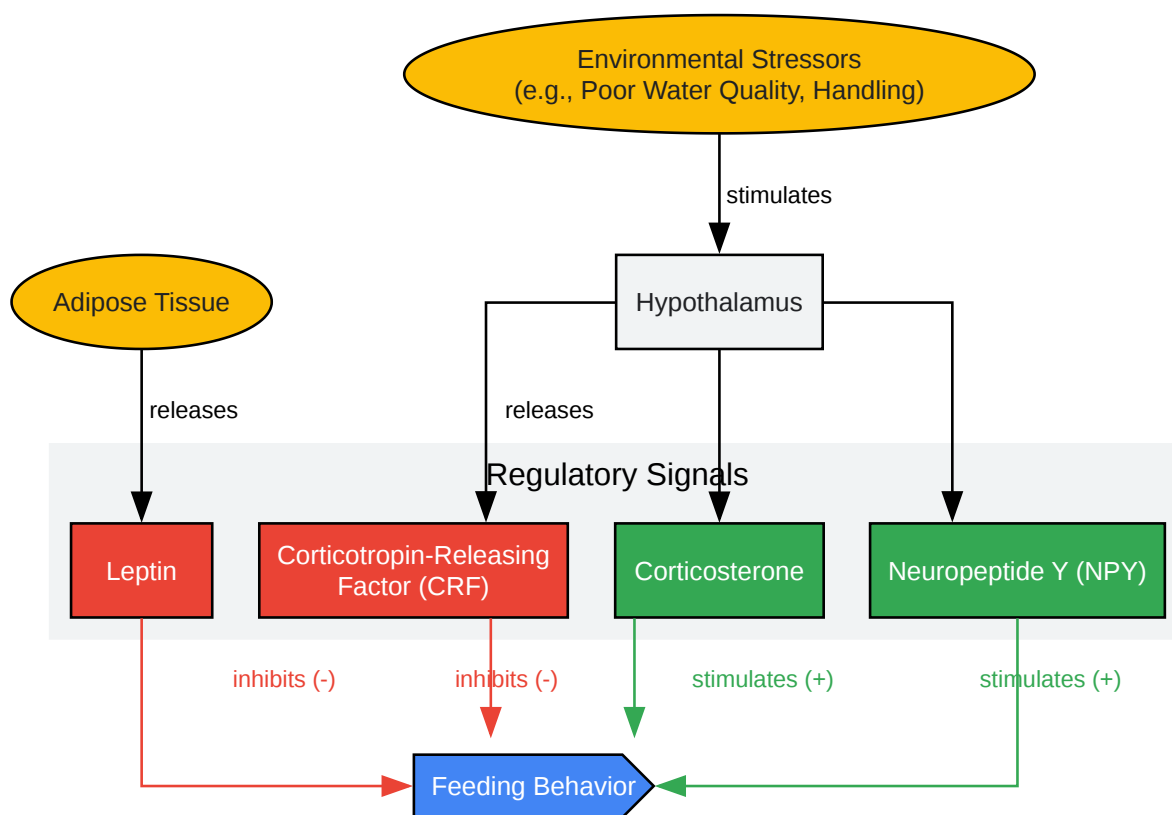 Environmental Stressors
(e.g., Poor Water Quality, Handling)
stimulates
Adipose Tissue
Hypothalamus
releases
releases
Regulatory Signals
Leptin
Corticotropin-Releasing
Factor (CRF)
Corticosterone
Neuropeptide Y (NPY)
inhibits (-)
inhibits (-)
stimulates (+)
stimulates (+)
Feeding Behavior